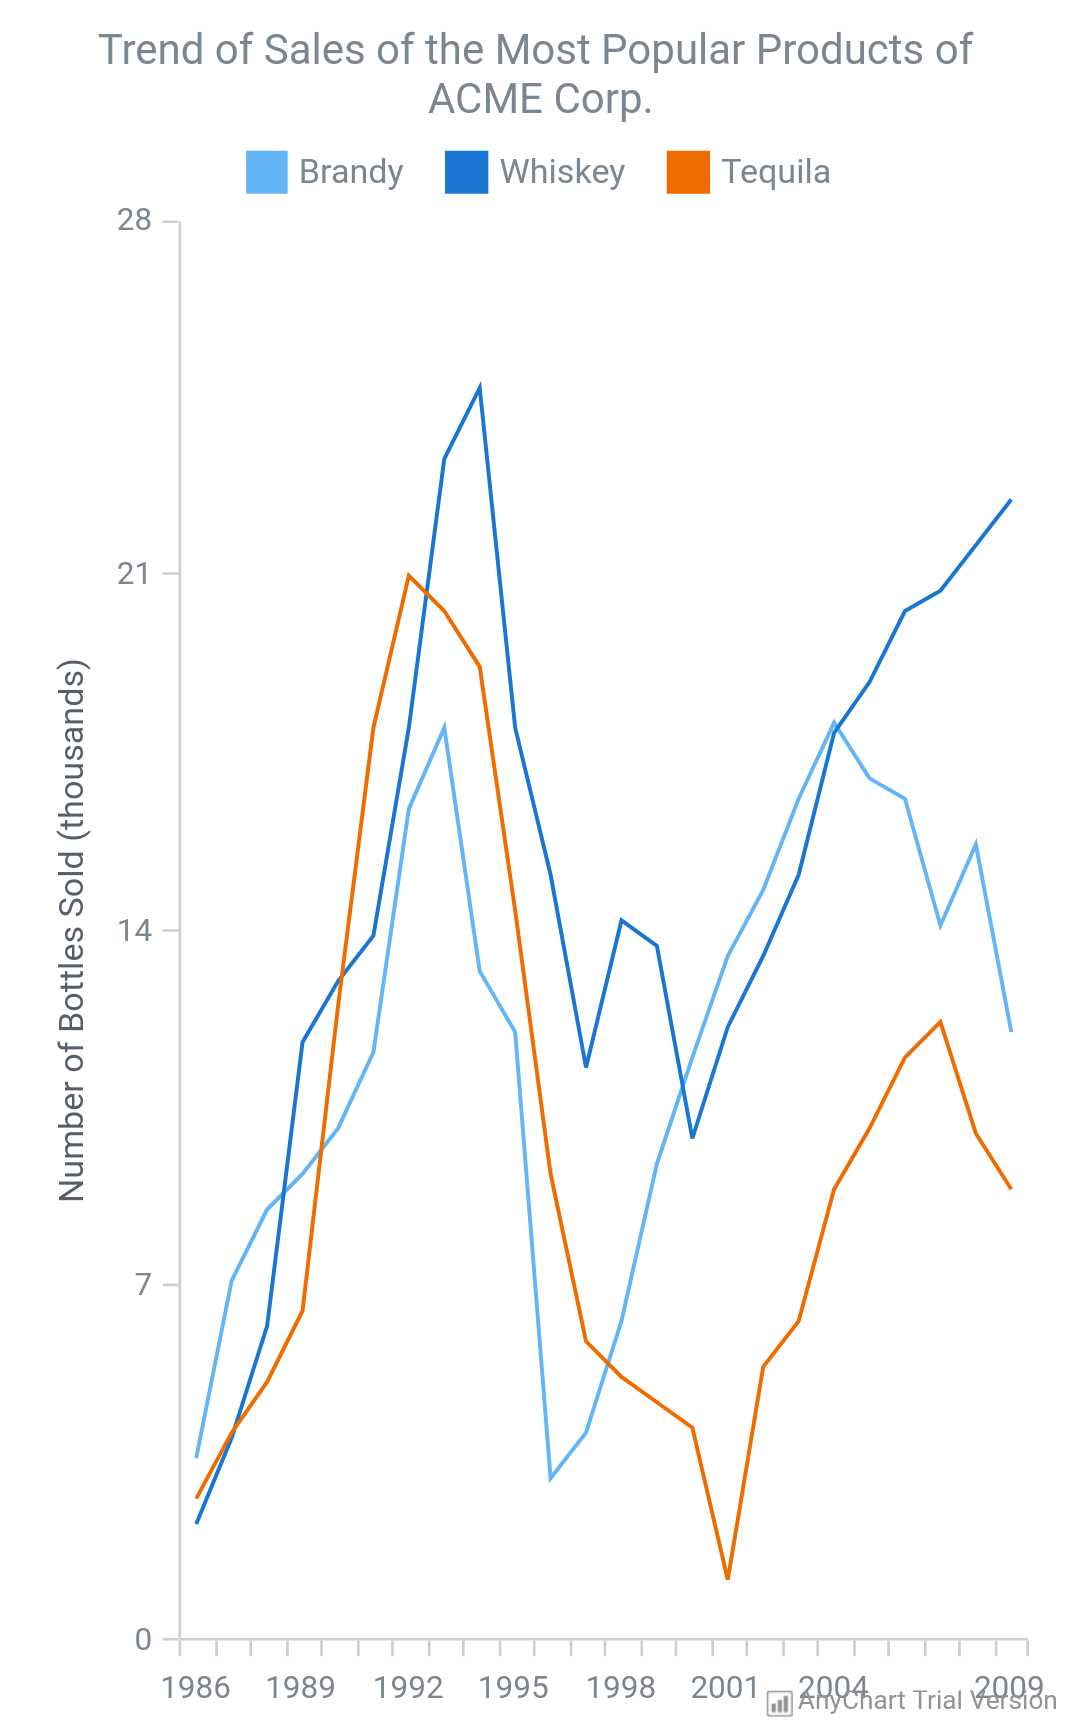 Trend of Sales of the Most Popular Products of
ACME Corp.
Brandy Whiskey Tequila
28
21
14
7
0
Number of Bottles Sold (thousands)
1986 1989 1992 1995 1998 2001 2004 2009
AnyChart Trial Version